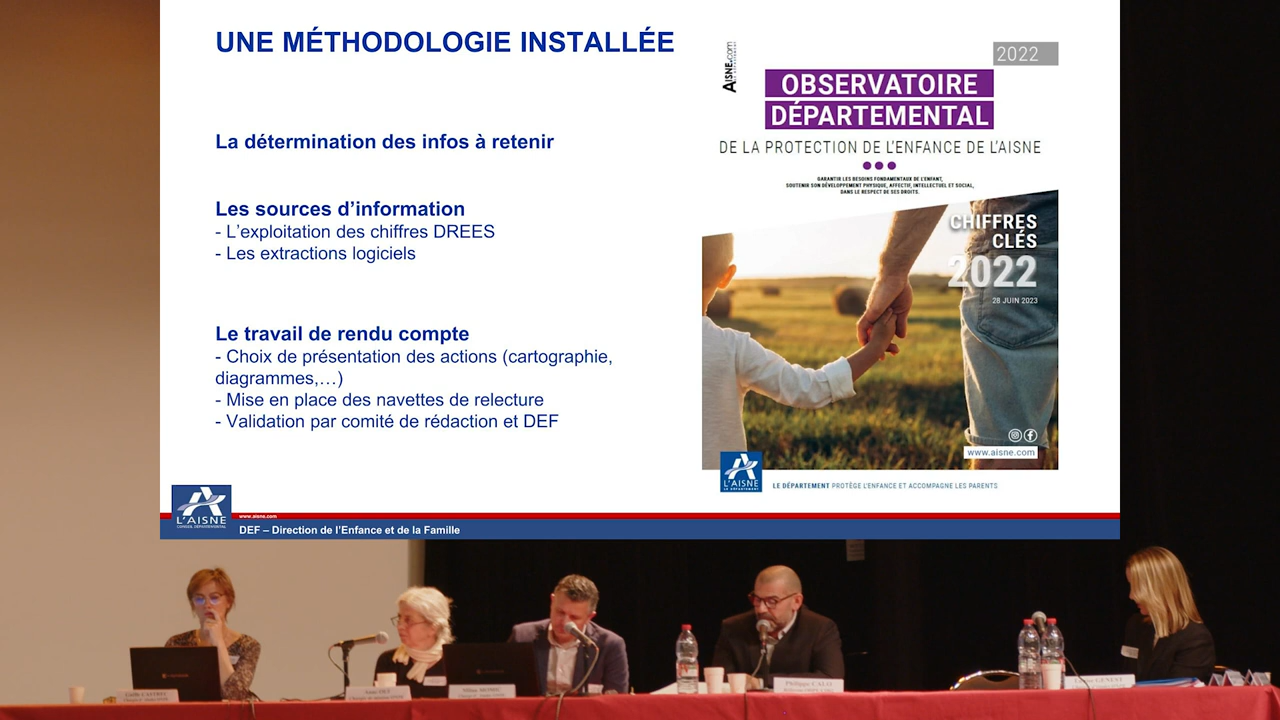 UNE MÉTHODOLOGIE INSTALLÉE
La détermination des infos à retenir
Les sources d’information
- L’exploitation des chiffres DREES
- Les extractions logiciels
Le travail de rendu compte
- Choix de présentation des actions (cartographie,
diagrammes,…)
- Mise en place des navettes de relecture
- Validation par comité de rédaction et DEF
AISNE.com
2022
OBSERVATOIRE
DÉPARTEMENTAL
DE LA PROTECTION DE L’ENFANCE DE L’AISNE
GARANTIR LES BESOINS FONDAMENTAUX DE L’ENFANT,
SOUTENIR SON DÉVELOPPEMENT PHYSIQUE, AFFECTIF, INTELLECTUEL ET SOCIAL,
DANS LE RESPECT DE SES DROITS.
CHIFFRES
CLÉS
2022
28 JUIN 2023
www.aisne.com
L’AISNE
LE DÉPARTEMENT
LE DÉPARTEMENT PROTÈGE L’ENFANCE ET ACCOMPAGNE LES PARENTS
L’AISNE
CONSEIL DÉPARTEMENTAL
www.aisne.com
DEF – Direction de l’Enfance et de la Famille
Philippe